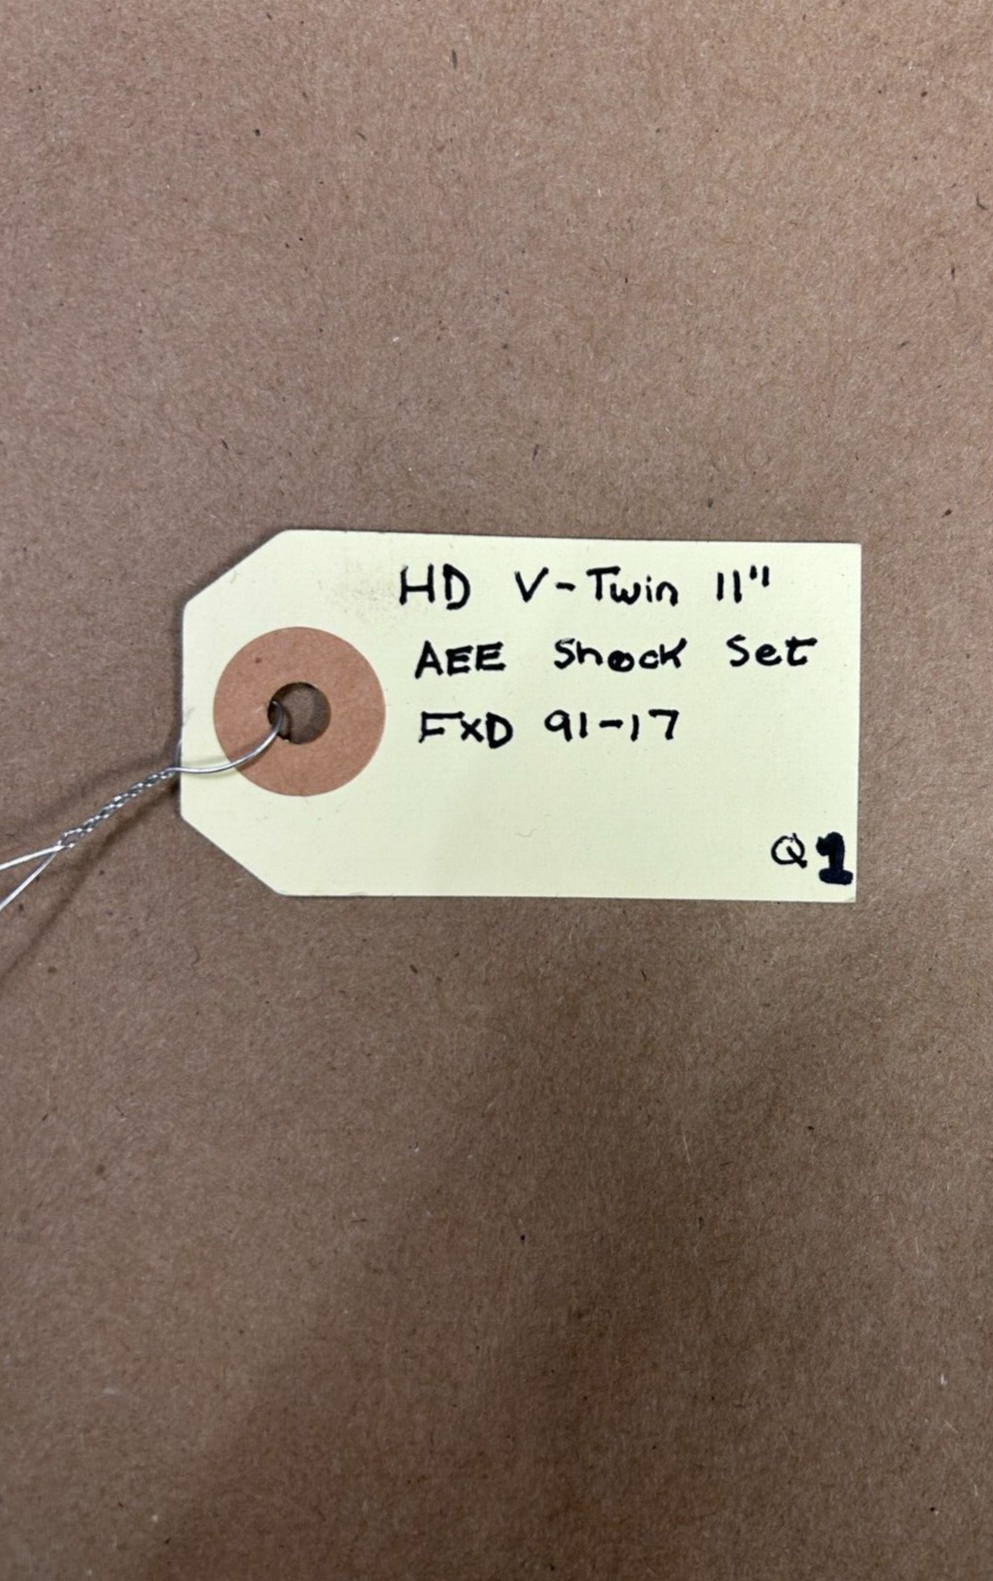 HD V-Twin 11"
AEE Shock Set
FXD 91-17
Q1